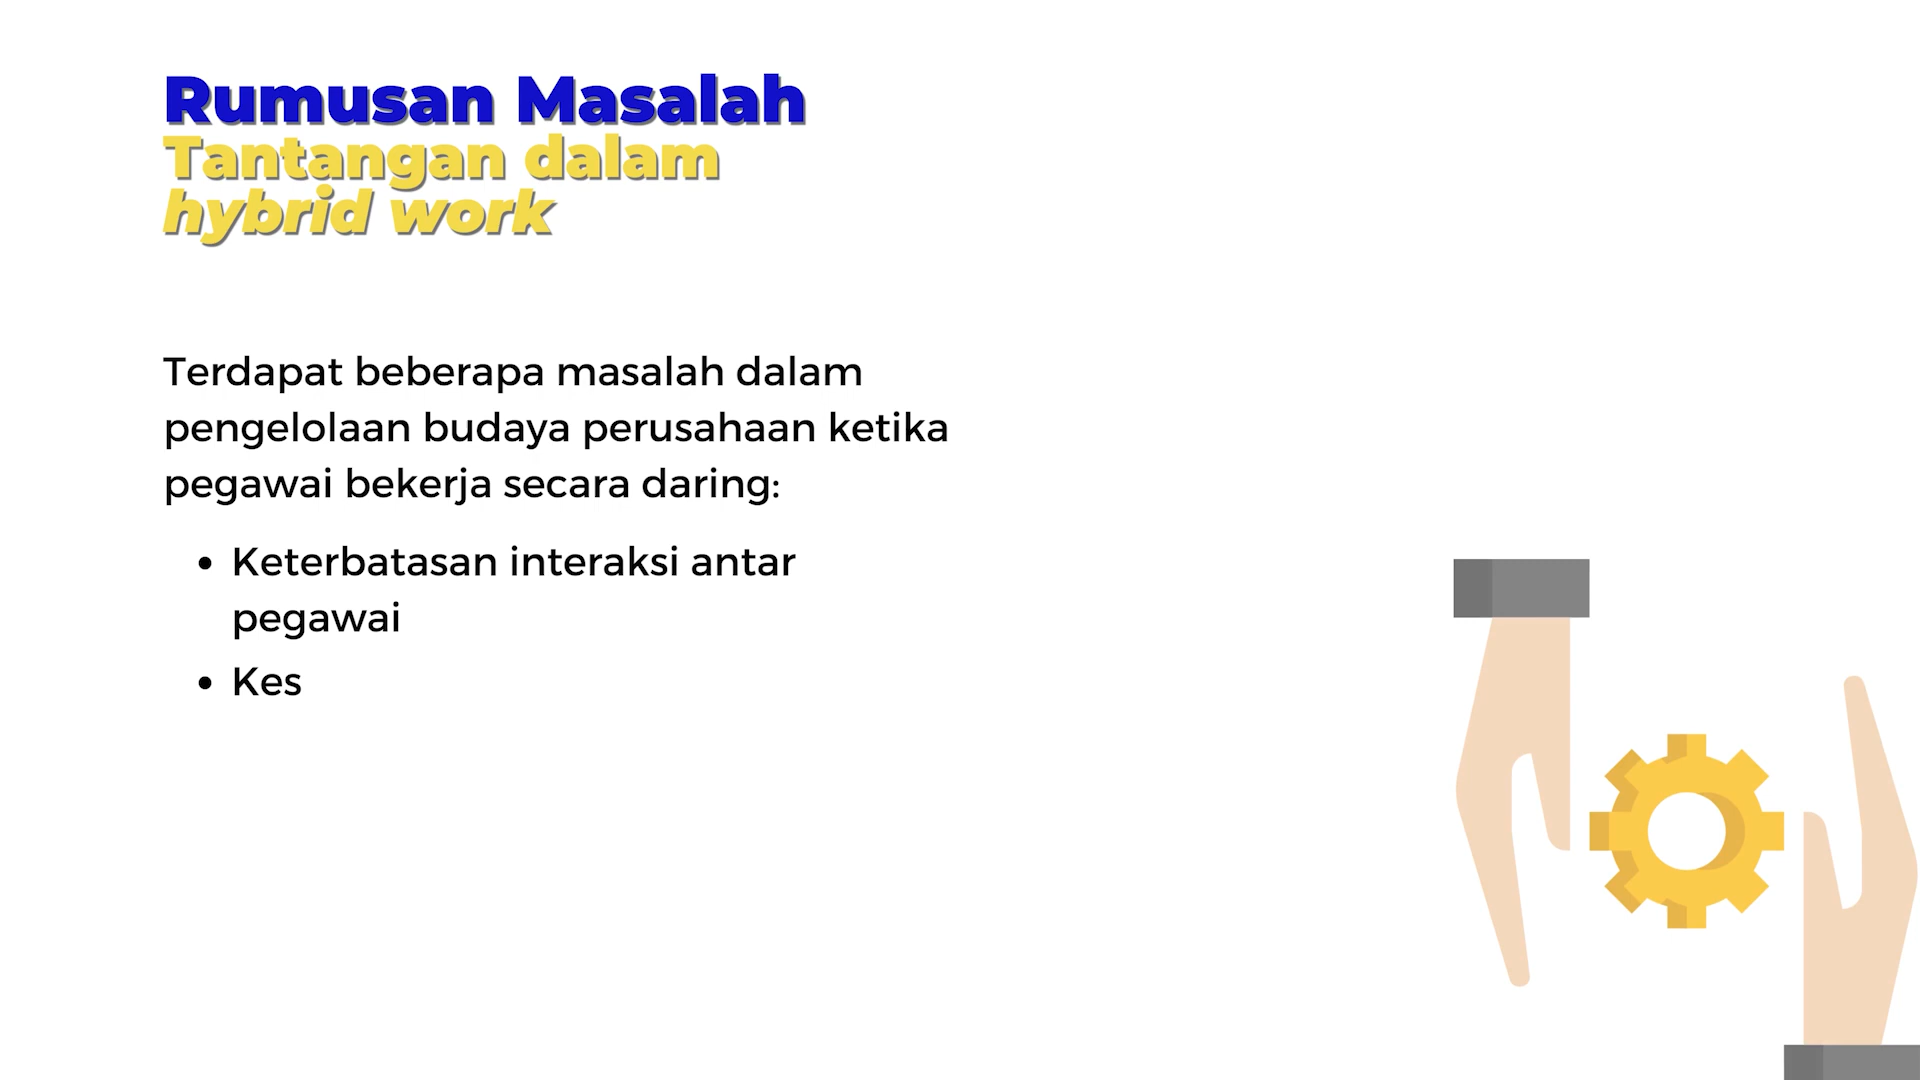 Rumusan Masalah
Tantangan dalam
hybrid work
Terdapat beberapa masalah dalam
pengelolaan budaya perusahaan ketika
pegawai bekerja secara daring:
• Keterbatasan interaksi antar
pegawai
• Kes